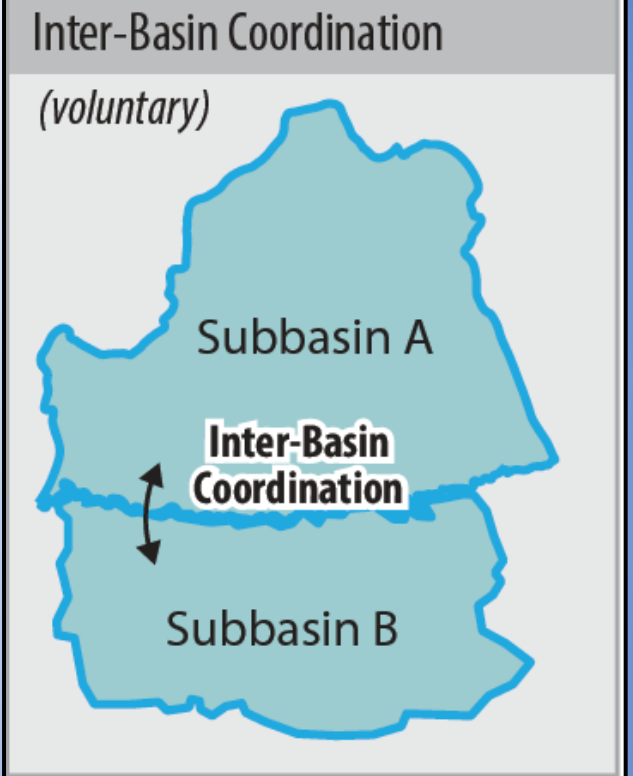 Inter-Basin Coordination
(voluntary)
Subbasin A
Inter-Basin
Coordination
Subbasin B